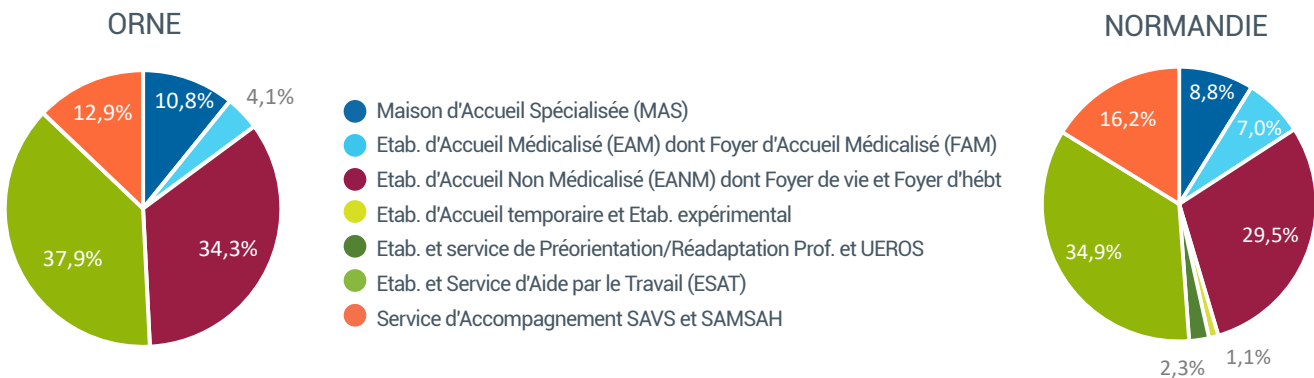 ORNE
10,8%
4,1%
34,3%
37,9%
12,9%
Maison d'Accueil Spécialisée (MAS)
Etab. d'Accueil Médicalisé (EAM) dont Foyer d'Accueil Médicalisé (FAM)
Etab. d'Accueil Non Médicalisé (EANM) dont Foyer de vie et Foyer d'hébt
Etab. d'Accueil temporaire et Etab. expérimental
Etab. et service de Préorientation/Réadaptation Prof. et UEROS
Etab. et Service d'Aide par le Travail (ESAT)
Service d'Accompagnement SAVS et SAMSAH
NORMANDIE
8,8%
7,0%
29,5%
1,1%
2,3%
34,9%
16,2%